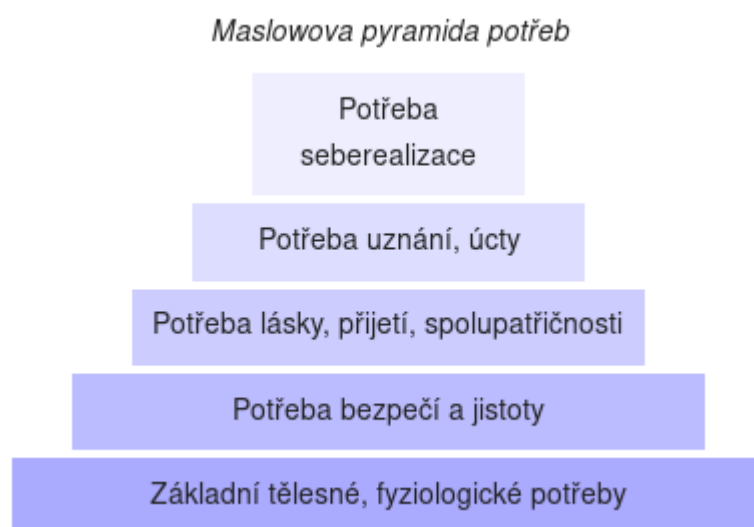 Maslowova pyramida potřeb
Potřeba
seberealizace
Potřeba uznání, úcty
Potřeba lásky, přijetí, spolupatřičnosti
Potřeba bezpečí a jistoty
Základní tělesné, fyziologické potřeby